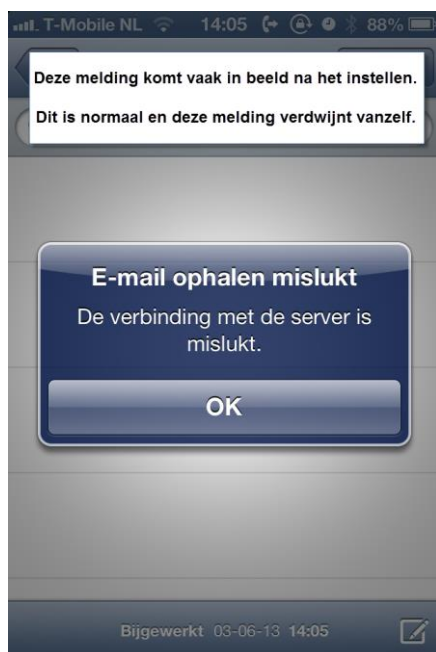 T-Mobile NL 14:05 88%
Deze melding komt vaak in beeld na het instellen.
Dit is normaal en deze melding verdwijnt vanzelf.
E-mail ophalen mislukt
De verbinding met de server is
mislukt.
OK
Bijgewerkt 03-06-13 14:05